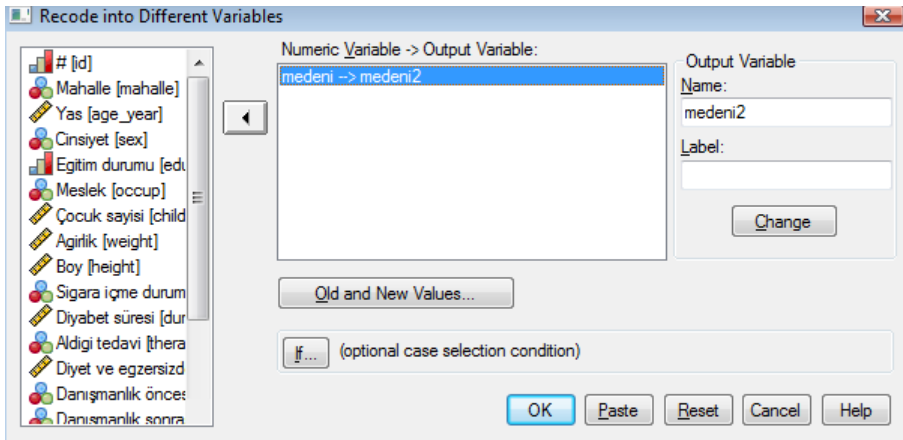 Recode into Different Variables
# [id]
Mahalle [mahalle]
Yas [age_year]
Cinsiyet [sex]
Egitim durumu [edu
Meslek [occup]
Çocuk sayisi [child
Agirlik [weight]
Boy [height]
Sigara içme durum
Diyabet süresi [dur
Aldigi tedavi [thera
Diyet ve egzersizd
Danışmanlık önces
Danışmanlık sonra
Numeric Variable -> Output Variable:
medeni --> medeni2
Output Variable
Name:
medeni2
Label:
Change
Old and New Values...
If... (optional case selection condition)
OK Paste Reset Cancel Help